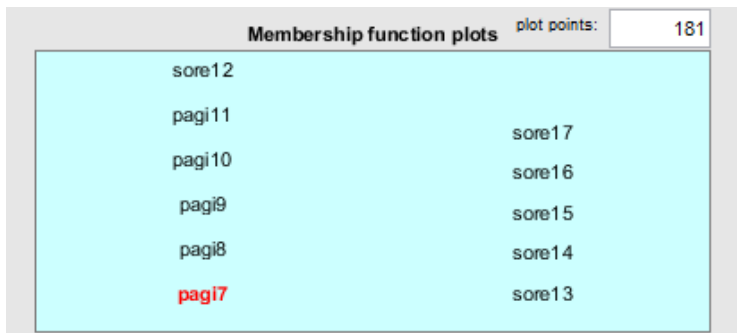 Membership function plots plot points: 181
sore12
pagi11
pagi10
pagi9
pagi8
pagi7
sore17
sore16
sore15
sore14
sore13